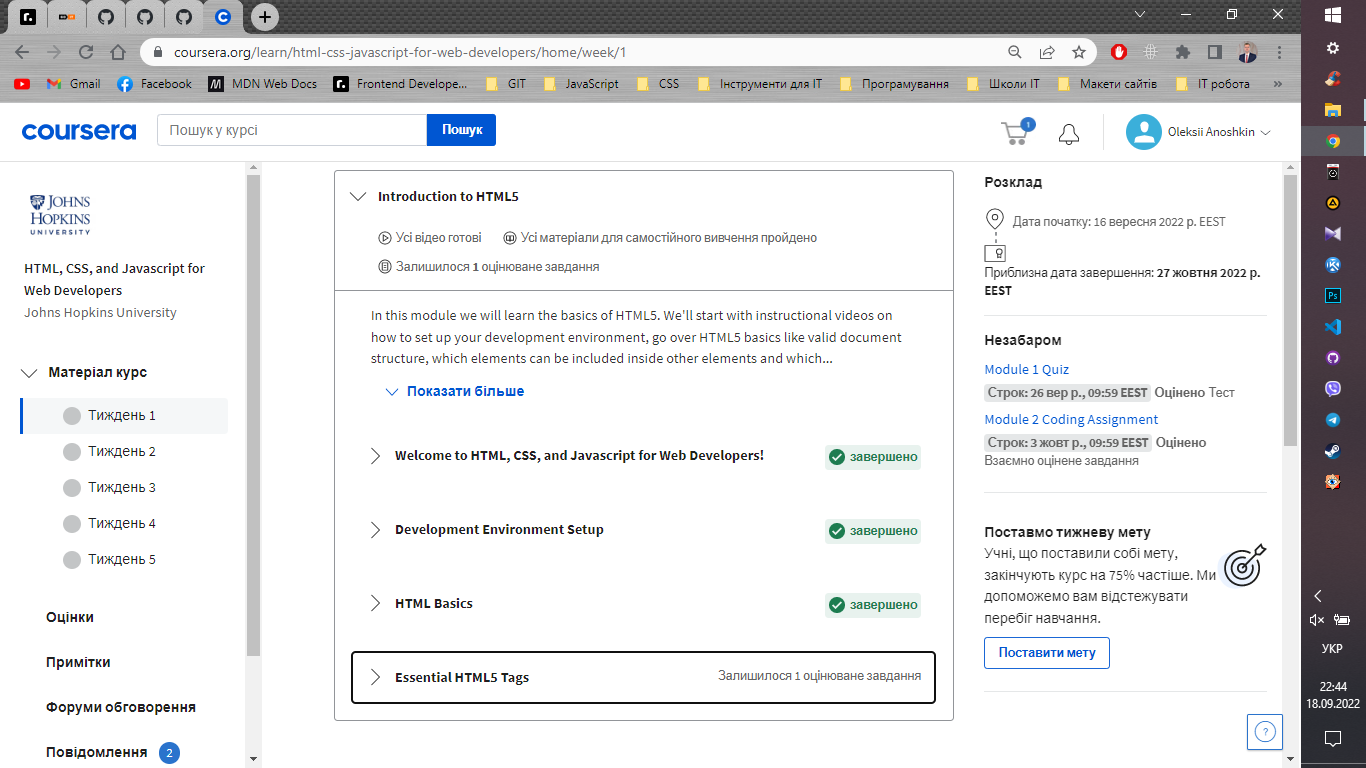 coursera.org/learn/html-css-javascript-for-web-developers/home/week/1
Gmail
Facebook
MDN Web Docs
Frontend Develope...
GIT
JavaScript
CSS
Інструменти для ІТ
Програмування
Школи ІТ
Макети сайтів
ІТ робота
coursera
Пошук у курсі
Пошук
1
Oleksii Anoshkin
JOHNS
HOPKINS
UNIVERSITY
HTML, CSS, and Javascript for
Web Developers
Johns Hopkins University
Матеріал курс
Тиждень 1
Тиждень 2
Тиждень 3
Тиждень 4
Тиждень 5
Оцінки
Примітки
Форуми обговорення
Повідомлення 2
Introduction to HTML5
Усі відео готові
Усі матеріали для самостійного вивчення пройдено
Залишилося 1 оцінюване завдання
In this module we will learn the basics of HTML5. We'll start with instructional videos on
how to set up your development environment, go over HTML5 basics like valid document
structure, which elements can be included inside other elements and which...
Показати більше
Welcome to HTML, CSS, and Javascript for Web Developers!
завершено
Development Environment Setup
завершено
HTML Basics
завершено
Essential HTML5 Tags
Залишилося 1 оцінюване завдання
Розклад
Дата початку: 16 вересня 2022 р. EEST
Приблизна дата завершення: 27 жовтня 2022 р.
EEST
Незабаром
Module 1 Quiz
Строк: 26 вер р., 09:59 EEST Оцінено Тест
Module 2 Coding Assignment
Строк: 3 жовт р., 09:59 EEST Оцінено
Взаємно оцінене завдання
Поставмо тижневу мету
Учні, що поставили собі мету,
закінчують курс на 75% частіше. Ми
допоможемо вам відстежувати
перебіг навчання.
Поставити мету
?
Ps
УКР
22:44
18.09.2022